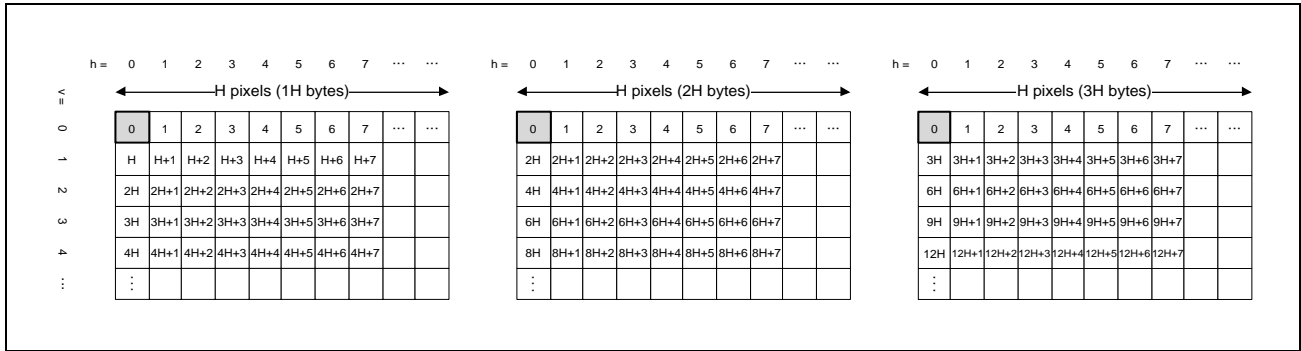 h = 0 1 2 3 4 5 6 7 ... ... h = 0 1 2 3 4 5 6 7 ... ... h = 0 1 2 3 4 5 6 7 ... ...
v = H pixels (1H bytes) H pixels (2H bytes) H pixels (3H bytes)
0 0 1 2 3 4 5 6 7 ... ... 0 1 2 3 4 5 6 7 ... ... 0 1 2 3 4 5 6 7 ... ...
1 H H+1 H+2 H+3 H+4 H+5 H+6 H+7 2H 2H+1 2H+2 2H+3 2H+4 2H+5 2H+6 2H+7 3H 3H+1 3H+2 3H+3 3H+4 3H+5 3H+6 3H+7
2 2H 2H+1 2H+2 2H+3 2H+4 2H+5 2H+6 2H+7 4H 4H+1 4H+2 4H+3 4H+4 4H+5 4H+6 4H+7 6H 6H+1 6H+2 6H+3 6H+4 6H+5 6H+6 6H+7
3 3H 3H+1 3H+2 3H+3 3H+4 3H+5 3H+6 3H+7 6H 6H+1 6H+2 6H+3 6H+4 6H+5 6H+6 6H+7 9H 9H+1 9H+2 9H+3 9H+4 9H+5 9H+6 9H+7
4 4H 4H+1 4H+2 4H+3 4H+4 4H+5 4H+6 4H+7 8H 8H+1 8H+2 8H+3 8H+4 8H+5 8H+6 8H+7 12H 12H+1 12H+2 12H+3 12H+4 12H+5 12H+6 12H+7
... ⋮ ⋮ ⋮